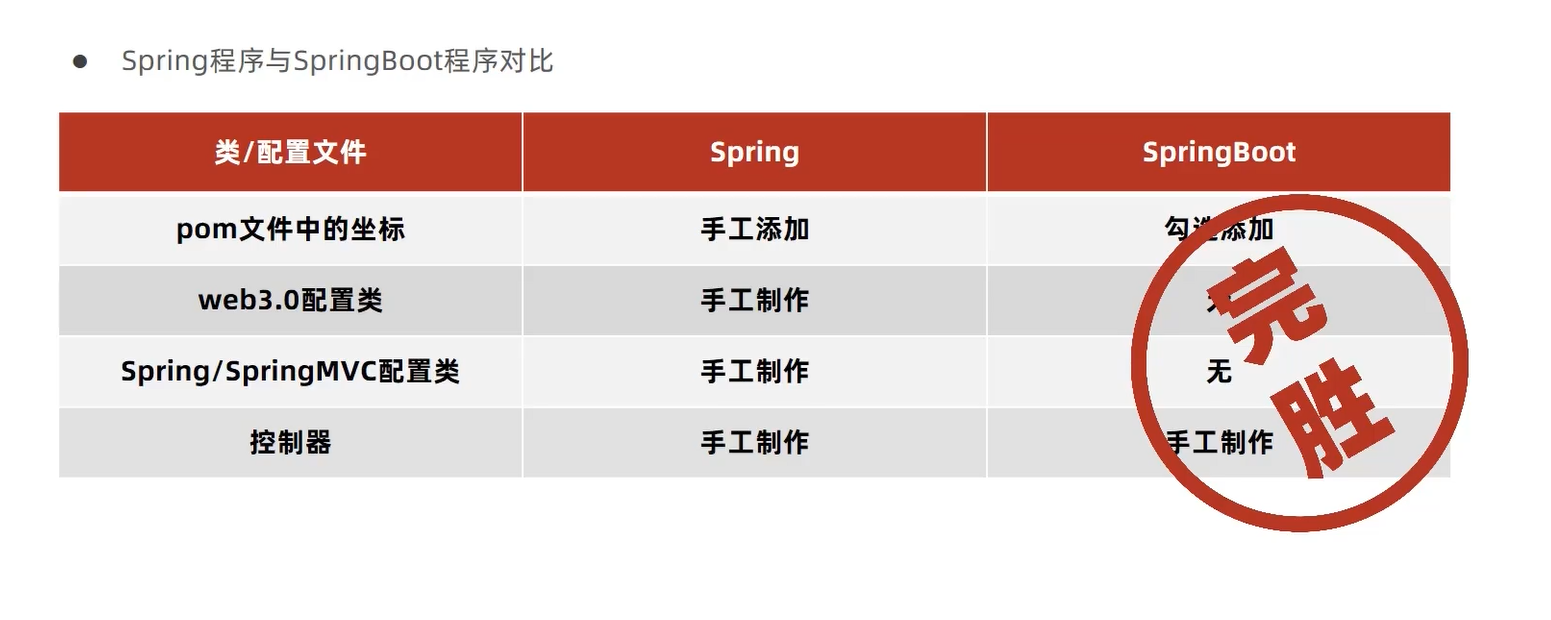 Spring程序与SpringBoot程序对比
类/配置文件 Spring SpringBoot
pom文件中的坐标 手工添加 勾选添加
web3.0配置类 手工制作
Spring/SpringMVC配置类 手工制作 无
控制器 手工制作 手工制作
完
胜